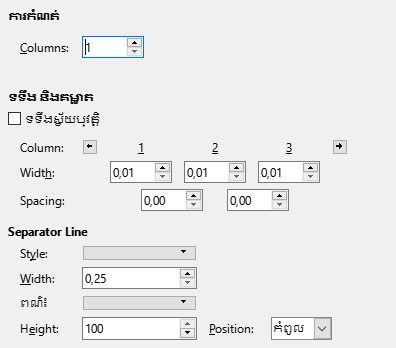 ការកំណត់
Columns: 1
ទទឹង និងគម្លាត
ទទឹងស្វ័យប្រវត្តិ
Column: 1 2 3
Width: 0,01 0,01 0,01
Spacing: 0,00 0,00
Separator Line
Style:
Width: 0,25
ពណ៌៖
Height: 100 Position: កំពូល